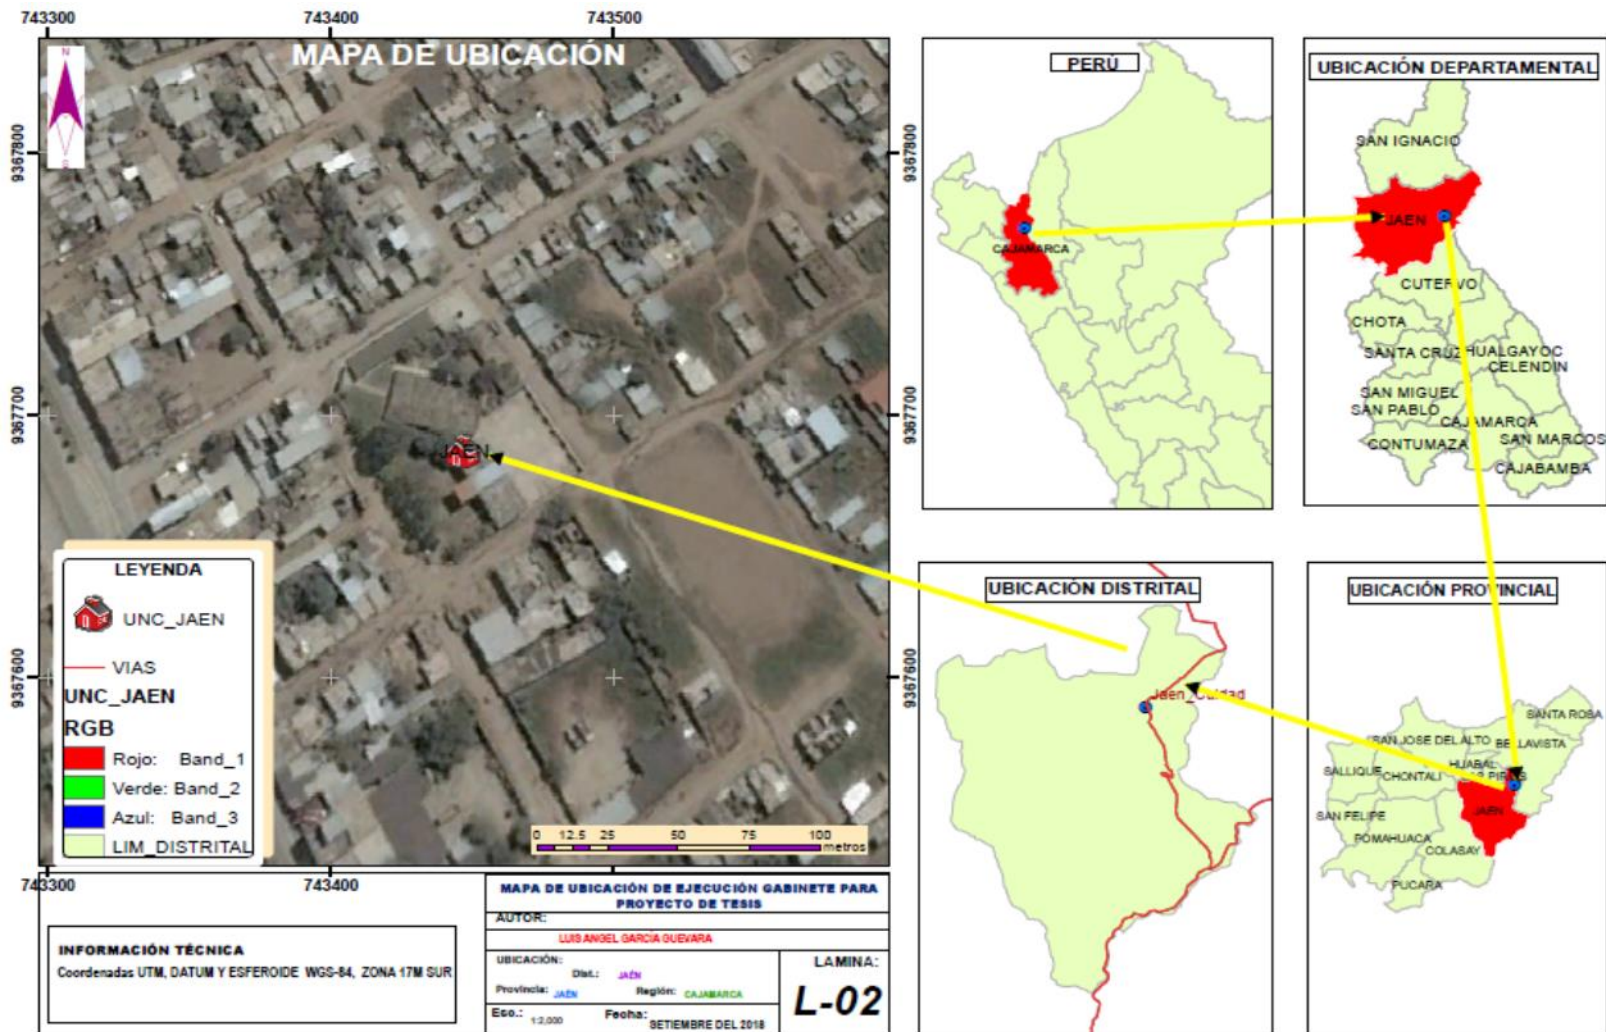 743300
743400
743500
MAPA DE UBICACIÓN
N
S
9367800
9367700
9367600
9367800
9367700
9367600
JAEN
LEYENDA
UNC_JAEN
VIAS
UNC_JAEN
RGB
Rojo: Band_1
Verde: Band_2
Azul: Band_3
LIM_DISTRITAL
0 12.5 25 50 75 100
metros
743300
743400
PERÚ
CAJAMARCA
UBICACIÓN DEPARTAMENTAL
SAN IGNACIO
JAEN
CUTERVO
CHOTA
SANTA CRUZ
HUALGAYOC
CELENDIN
SAN MIGUEL
SAN PABLO
CAJAMARCA
CONTUMAZA
SAN MARCOS
CAJABAMBA
UBICACIÓN DISTRITAL
Jaen_Cuidad
UBICACIÓN PROVINCIAL
SANTA ROSA
SAN JOSE DEL ALTO
BELLAVISTA
HUABAL
SALLIQUE
CHONTALI
SAN FELIPE
JAEN
POMAHUACA
COLASAY
PUCARA
INFORMACIÓN TÉCNICA
Coordenadas UTM, DATUM Y ESFEROIDE WGS-84, ZONA 17M SUR
MAPA DE UBICACIÓN DE EJECUCIÓN GABINETE PARA
PROYECTO DE TESIS
AUTOR:
LUIS ANGEL GARCÍA GUEVARA
UBICACIÓN:
Dist.: JAÉN
Provincia: JAÉN Región: CAJAMARCA
Esc.: 1:2,000 Fecha: SETIEMBRE DEL 2018
LAMINA:
L-02